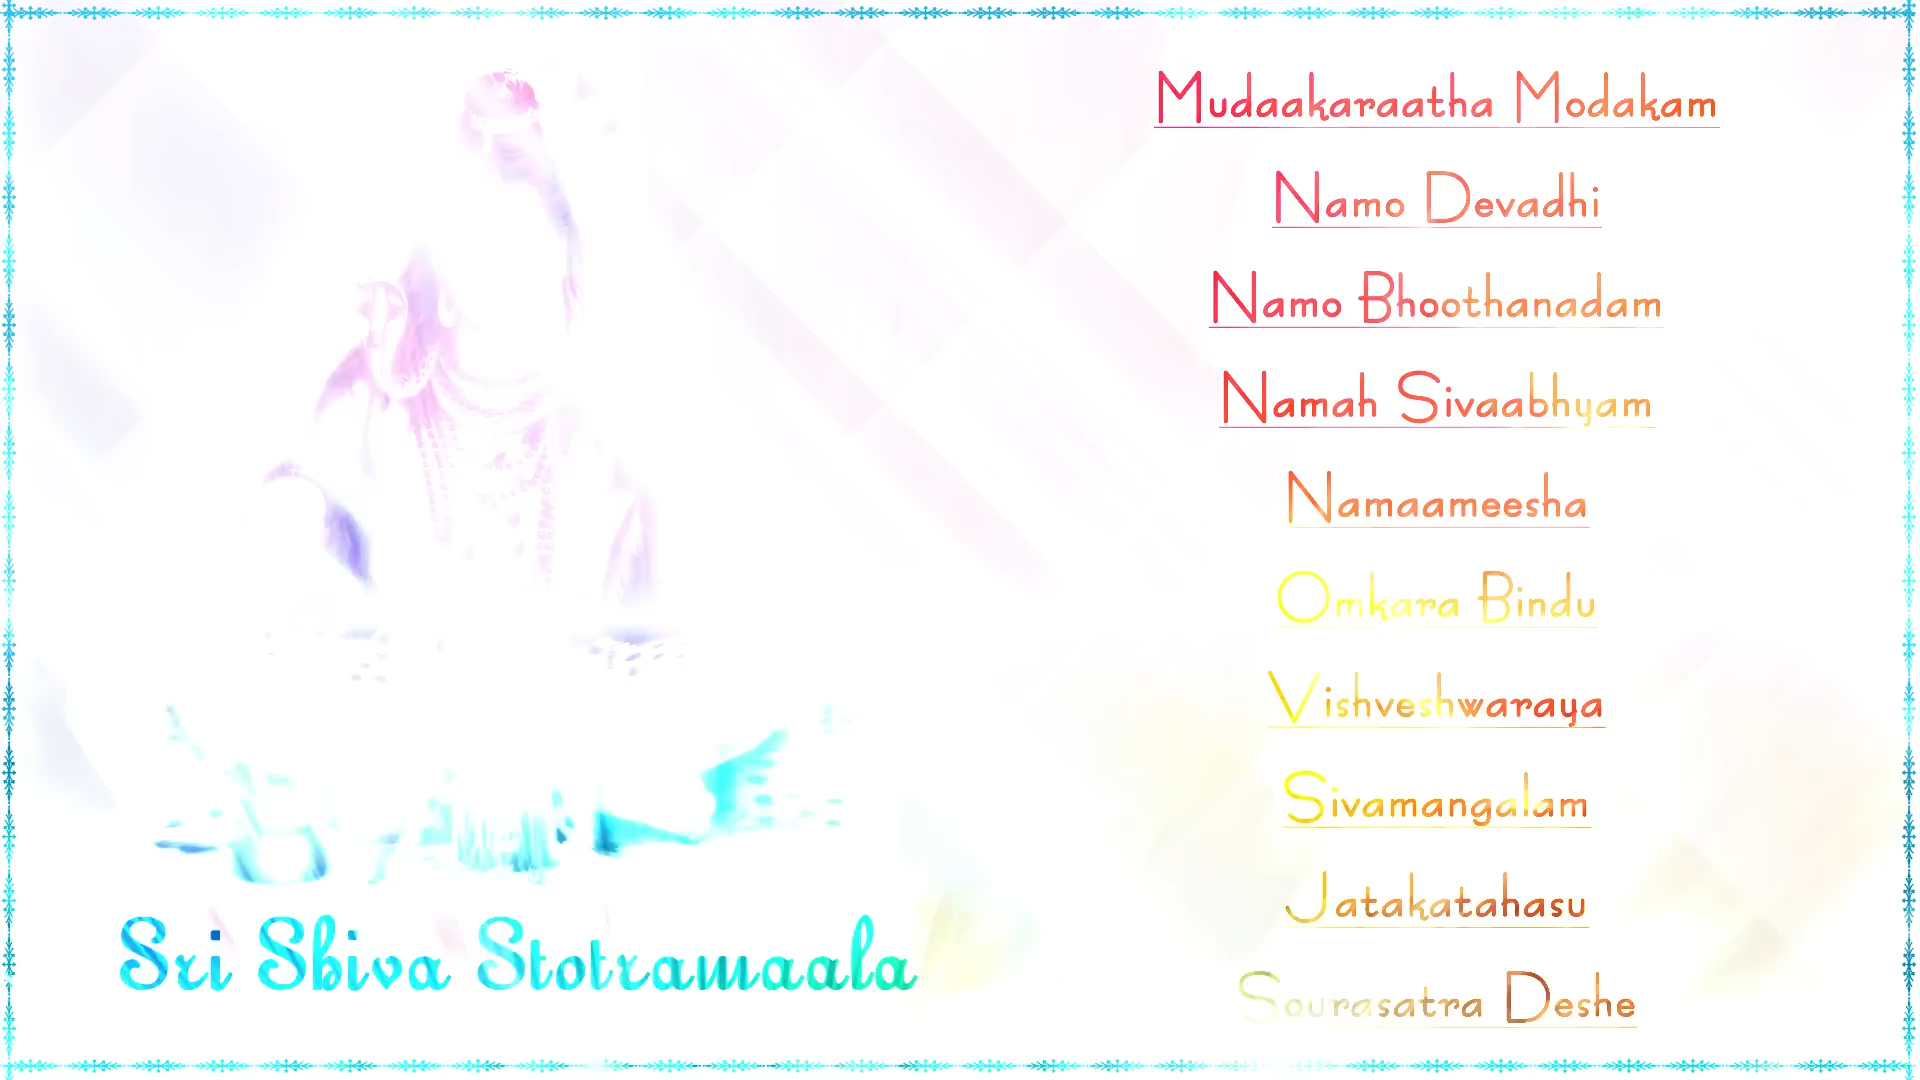 Mudaakaraatha Modakam
Namo Devadhi
Namo Bhoothanadam
Namah Sivaabhyam
Namaameesha
Omkara Bindu
Vishveshwaraya
Sivamangalam
Jatakatahasu
Sourasatra Deshe
Sri Shiva Stotramaala